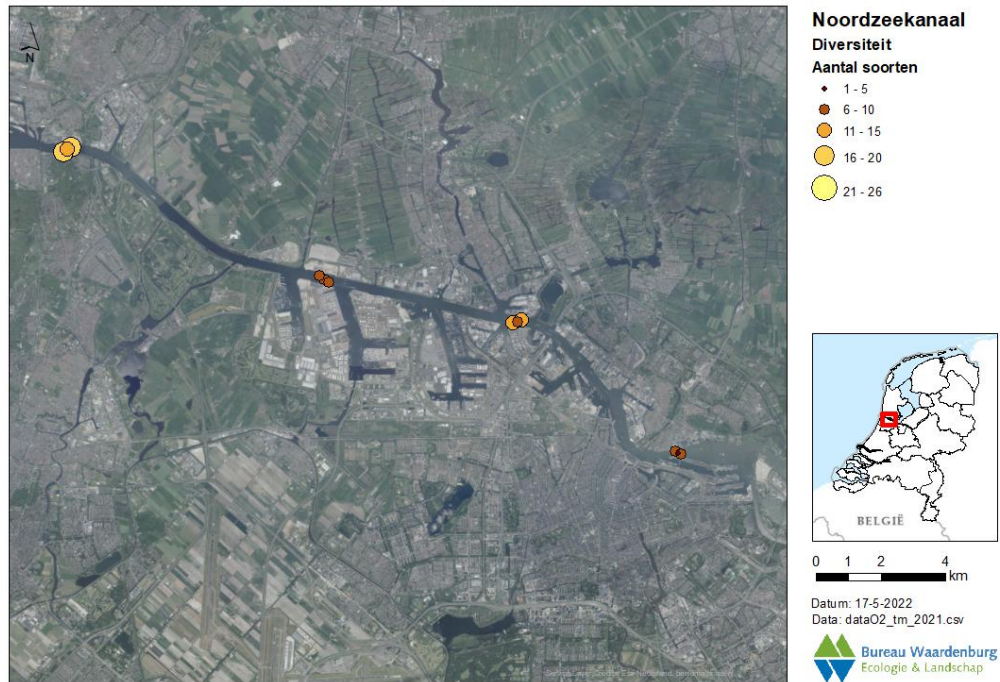 Noordzeekanaal
Diversiteit
Aantal soorten
1 - 5
6 - 10
11 - 15
16 - 20
21 - 26
N
BELGIË
0 1 2 4
km
Datum: 17-5-2022
Data: dataO2_tm_2021.csv
Bureau Waardenburg
Ecologie & Landschap